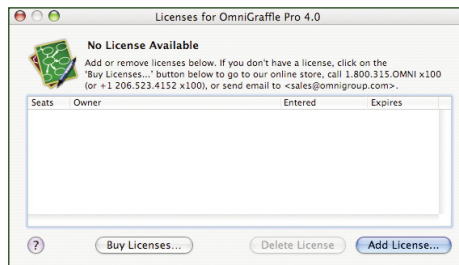 Licenses for OmniGraffle Pro 4.0
No License Available
Add or remove licenses below. If you don't have a license, click on the
'Buy Licenses...' button below to go to our online store, call 1.800.315.OMNI x100
(or +1 206.523.4152 x100), or send email to <sales@omnigroup.com>.
Seats Owner Entered Expires
? Buy Licenses... Delete License Add License...